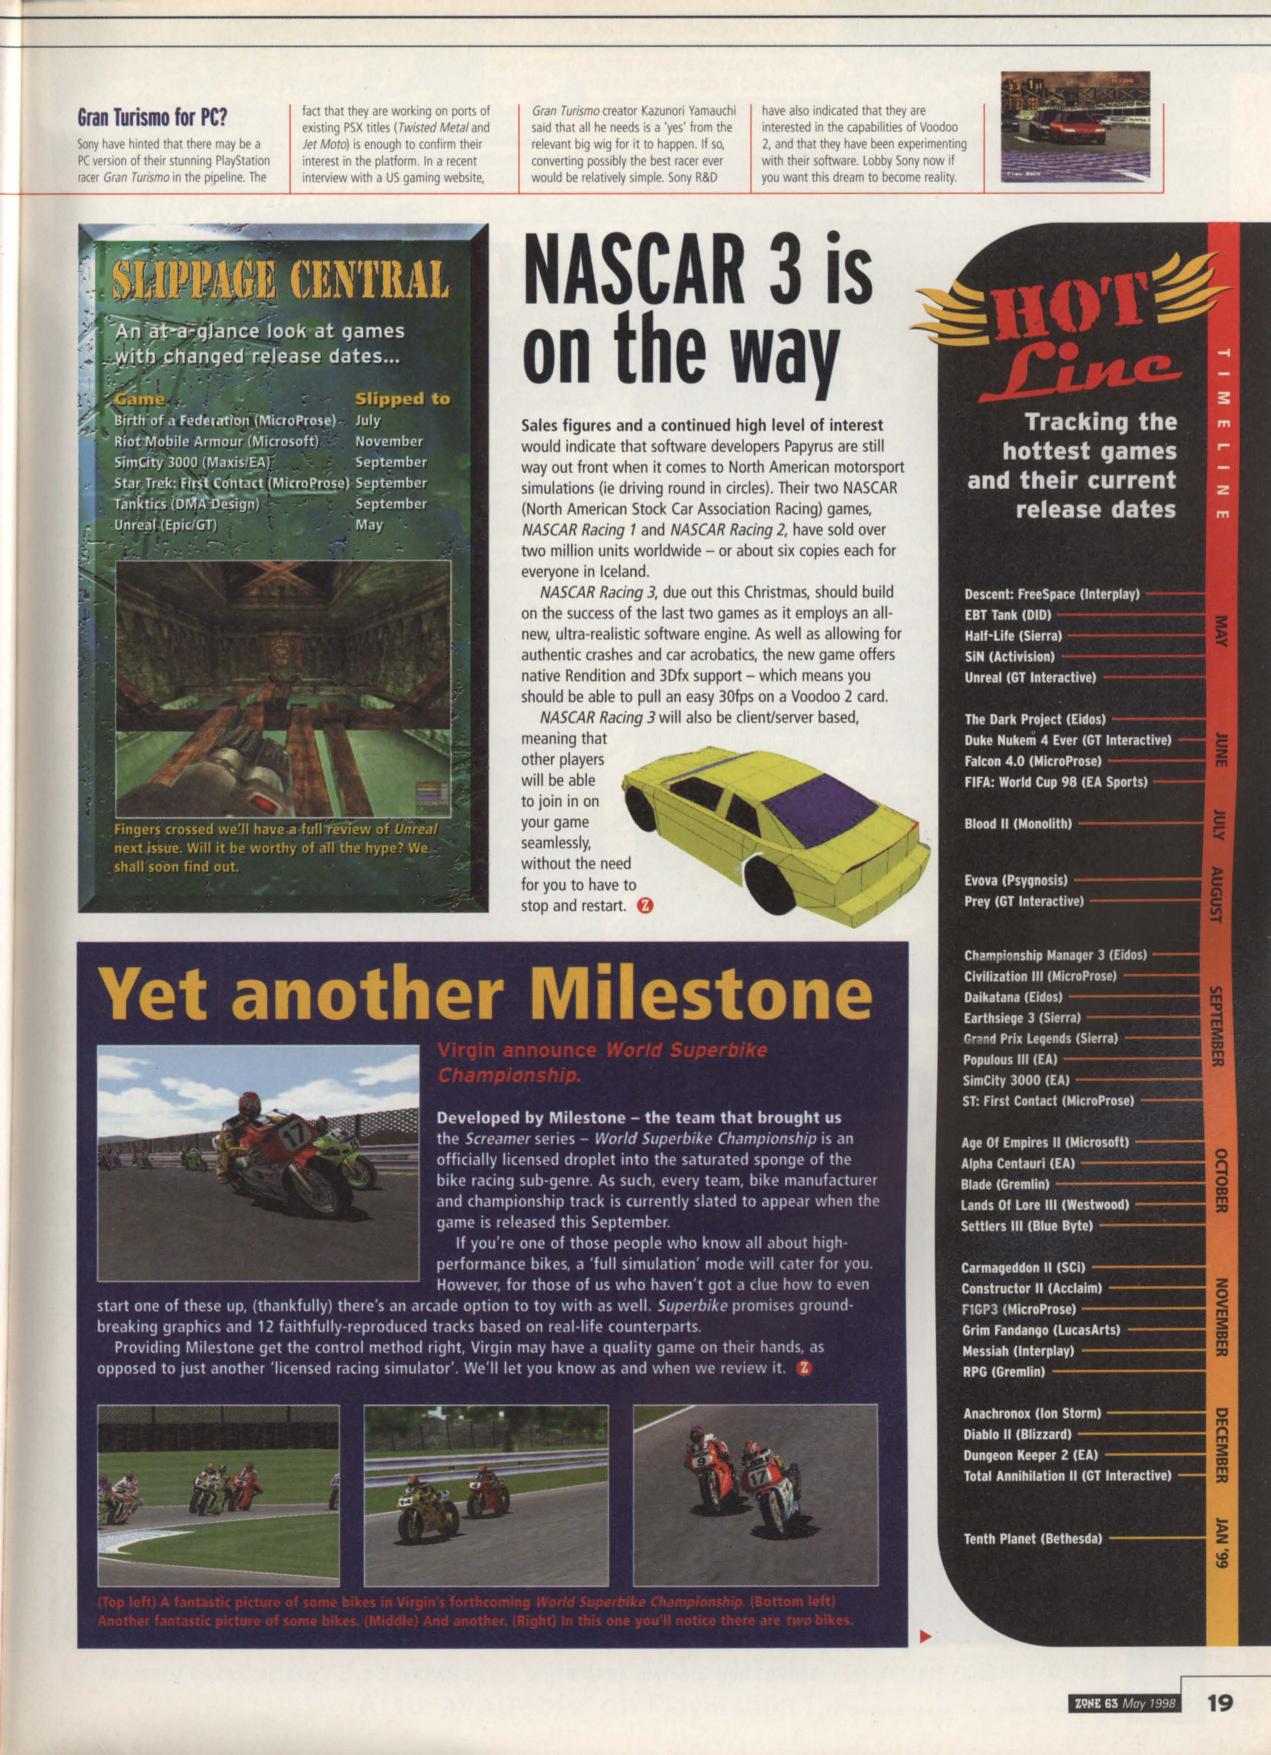 Gran Turismo for PC?
Sony have hinted that there may be a
PC version of their stunning PlayStation
racer Gran Turismo in the pipeline. The
fact that they are working on ports of
existing PSX titles (Twisted Metal and
Jet Moto) is enough to confirm their
interest in the platform. In a recent
interview with a US gaming website,
Gran Turismo creator Kazunori Yamauchi
said that all he needs is a 'yes' from the
relevant big wig for it to happen. If so,
converting possibly the best racer ever
would be relatively simple. Sony R&D
have also indicated that they are
interested in the capabilities of Voodoo
2, and that they have been experimenting
with their software. Lobby Sony now if
you want this dream to become reality.
SLIPPAGE CENTRAL
An at-a-glance look at games
with changed release dates...
Game Slipped to
Birth of a Federation (MicroProse) July
Riot Mobile Armour (Microsoft) November
SimCity 3000 (Maxis/EA) September
Star Trek: First Contact (MicroProse) September
Tanktics (DMA Design) September
Unreal (Epic/GT) May
Fingers crossed we'll have a full review of Unreal
next issue. Will it be worthy of all the hype? We
shall soon find out.
NASCAR 3 is
on the way
Sales figures and a continued high level of interest
would indicate that software developers Papyrus are still
way out front when it comes to North American motorsport
simulations (ie driving round in circles). Their two NASCAR
(North American Stock Car Association Racing) games,
NASCAR Racing 1 and NASCAR Racing 2, have sold over
two million units worldwide – or about six copies each for
everyone in Iceland.
NASCAR Racing 3, due out this Christmas, should build
on the success of the last two games as it employs an all-
new, ultra-realistic software engine. As well as allowing for
authentic crashes and car acrobatics, the new game offers
native Rendition and 3Dfx support – which means you
should be able to pull an easy 30fps on a Voodoo 2 card.
NASCAR Racing 3 will also be client/server based,
meaning that
other players
will be able
to join in on
your game
seamlessly,
without the need
for you to have to
stop and restart. Z
Yet another Milestone
Virgin announce World Superbike
Championship.
Developed by Milestone – the team that brought us
the Screamer series – World Superbike Championship is an
officially licensed droplet into the saturated sponge of the
bike racing sub-genre. As such, every team, bike manufacturer
and championship track is currently slated to appear when the
game is released this September.
If you're one of those people who know all about high-
performance bikes, a 'full simulation' mode will cater for you.
However, for those of us who haven't got a clue how to even
start one of these up, (thankfully) there's an arcade option to toy with as well. Superbike promises ground-
breaking graphics and 12 faithfully-reproduced tracks based on real-life counterparts.
Providing Milestone get the control method right, Virgin may have a quality game on their hands, as
opposed to just another 'licensed racing simulator'. We'll let you know as and when we review it. Z
17
9
17
(Top left) A fantastic picture of some bikes in Virgin's forthcoming World Superbike Championship. (Bottom left)
Another fantastic picture of some bikes. (Middle) And another. (Right) In this one you'll notice there are two bikes.
HOT
Line
Tracking the
hottest games
and their current
release dates
TIMELINE
MAY
Descent: FreeSpace (Interplay)
EBT Tank (DID)
Half-Life (Sierra)
SiN (Activision)
Unreal (GT Interactive)
JUNE
The Dark Project (Eidos)
Duke Nukem 4 Ever (GT Interactive)
Falcon 4.0 (MicroProse)
FIFA: World Cup 98 (EA Sports)
JULY
Blood II (Monolith)
AUGUST
Evova (Psygnosis)
Prey (GT Interactive)
SEPTEMBER
Championship Manager 3 (Eidos)
Civilization III (MicroProse)
Daikatana (Eidos)
Earthsiege 3 (Sierra)
Grand Prix Legends (Sierra)
Populous III (EA)
SimCity 3000 (EA)
ST: First Contact (MicroProse)
OCTOBER
Age Of Empires II (Microsoft)
Alpha Centauri (EA)
Blade (Gremlin)
Lands Of Lore III (Westwood)
Settlers III (Blue Byte)
NOVEMBER
Carmageddon II (SCi)
Constructor II (Acclaim)
F1GP3 (MicroProse)
Grim Fandango (LucasArts)
Messiah (Interplay)
RPG (Gremlin)
DECEMBER
Anachronox (Ion Storm)
Diablo II (Blizzard)
Dungeon Keeper 2 (EA)
Total Annihilation II (GT Interactive)
JAN '99
Tenth Planet (Bethesda)
ZONE 63 May 1998 19